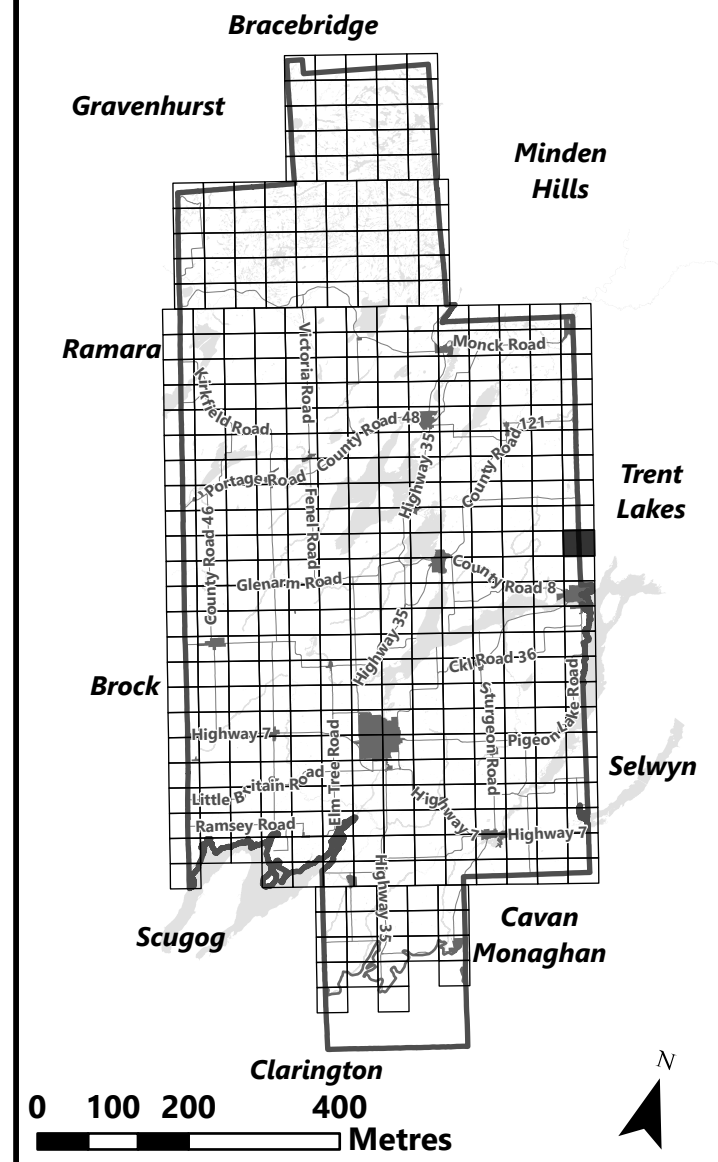 Bracebridge
Gravenhurst
Minden
Hills
Ramara
Victoria Road
Monck Road
Kirkfield Road
County Road 48
County Road 121
Highway 35
Portage Road
Trent
Lakes
Fenel Road
County Road 46
County Road 8
Glenarm Road
Highway 35
Ckl Road 36
Brock
Sturgeon Road
Pigeon Lake Road
Highway 7
Elm Tree Road
Selwyn
Little Britain Road
Highway 7
Ramsey Road
Highway 7
Highway 35
Scugog
Cavan
Monaghan
Clarington
N
0 100 200 400
Metres